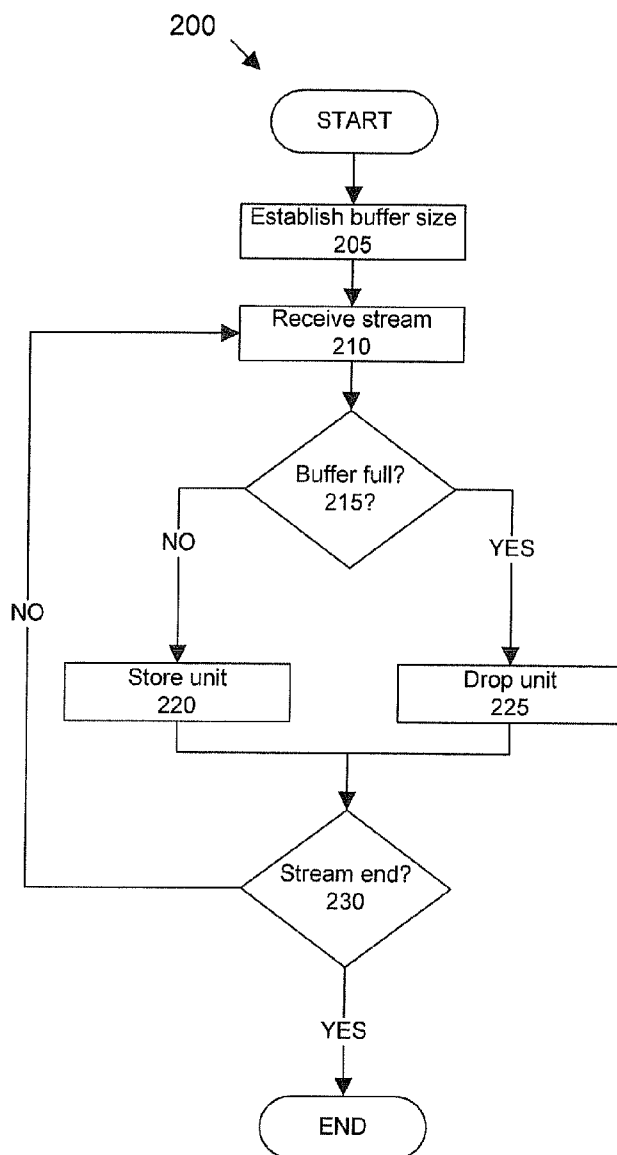 200
START
Establish buffer size
205
Receive stream
210
Buffer full?
215?
NO
YES
NO
Store unit
220
Drop unit
225
Stream end?
230
YES
END